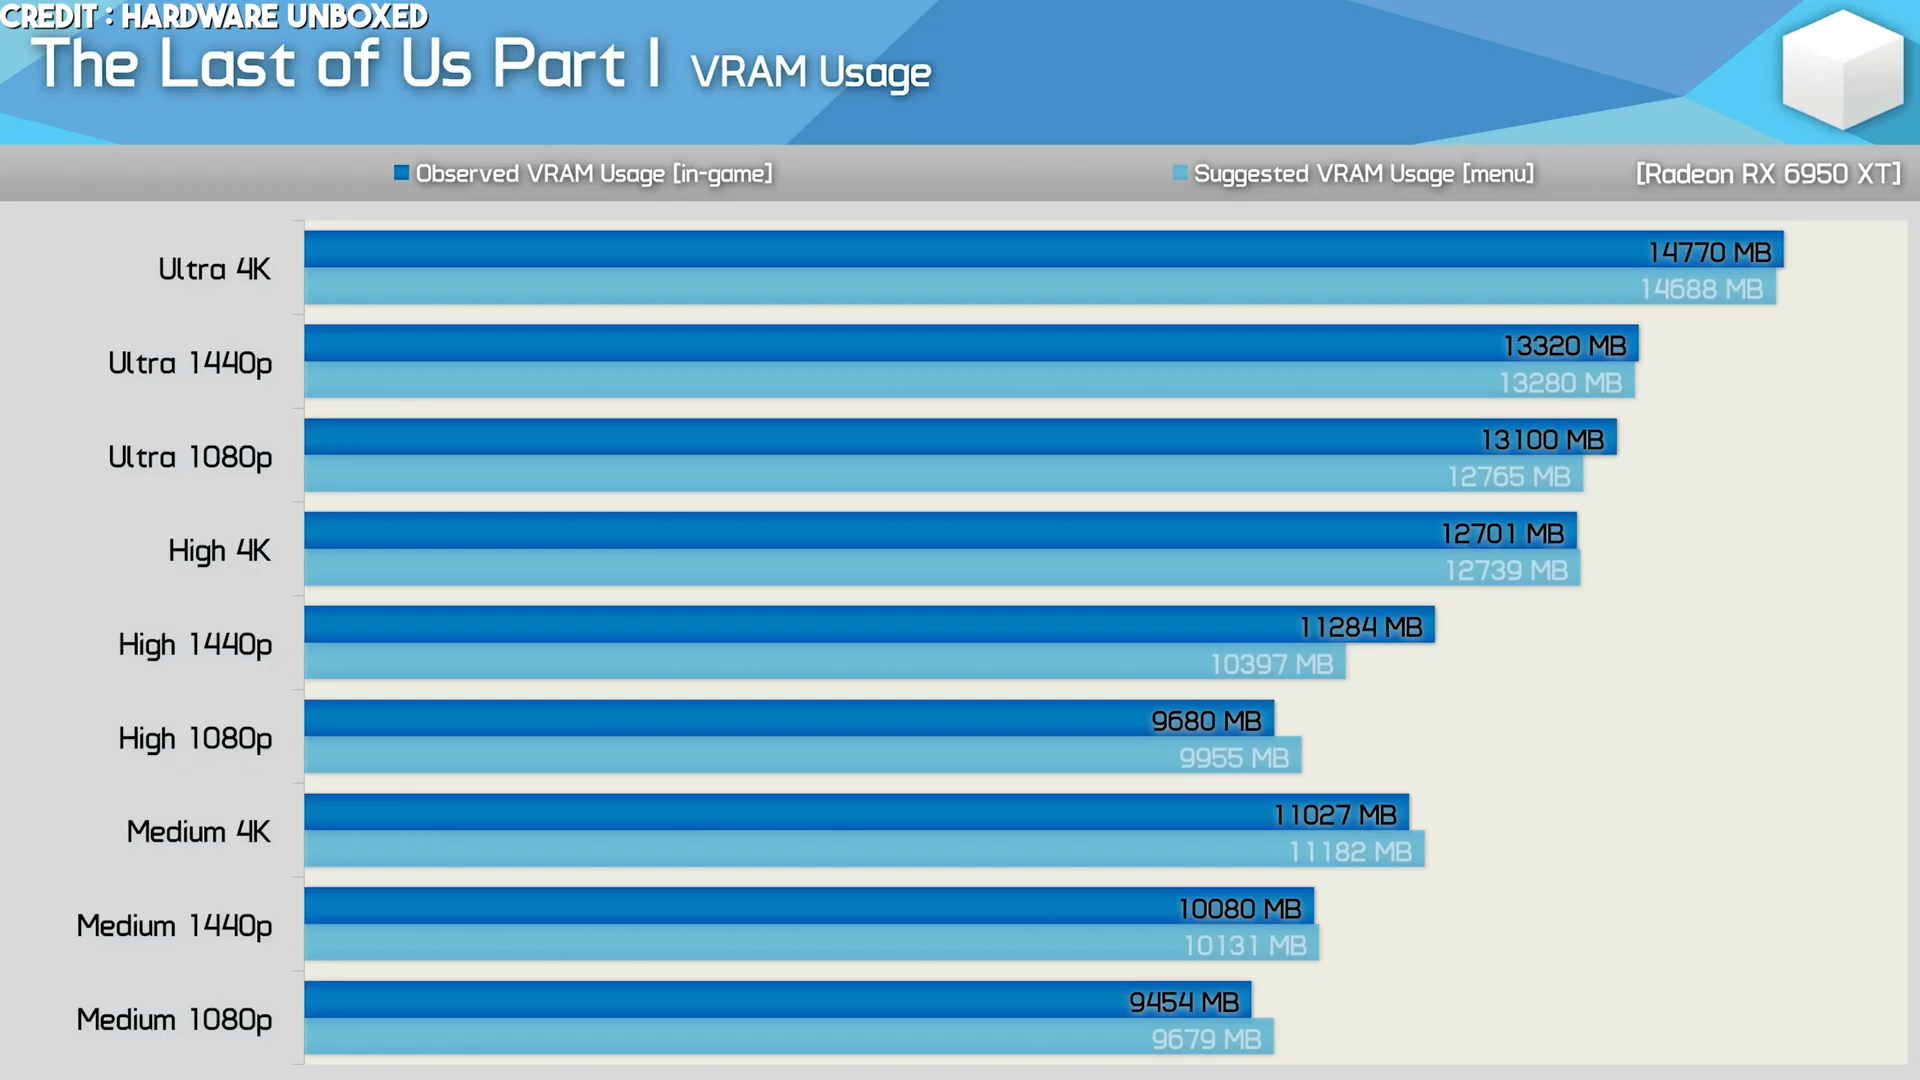 CREDIT : HARDWARE UNBOXED
The Last of Us Part I VRAM Usage
Observed VRAM Usage [in-game] Suggested VRAM Usage [menu] [Radeon RX 6950 XT]
Ultra 4K
14770 MB
14688 MB
Ultra 1440p
13320 MB
13280 MB
Ultra 1080p
13100 MB
12765 MB
High 4K
12701 MB
12739 MB
High 1440p
11284 MB
10397 MB
High 1080p
9680 MB
9955 MB
Medium 4K
11027 MB
11182 MB
Medium 1440p
10080 MB
10131 MB
Medium 1080p
9454 MB
9679 MB